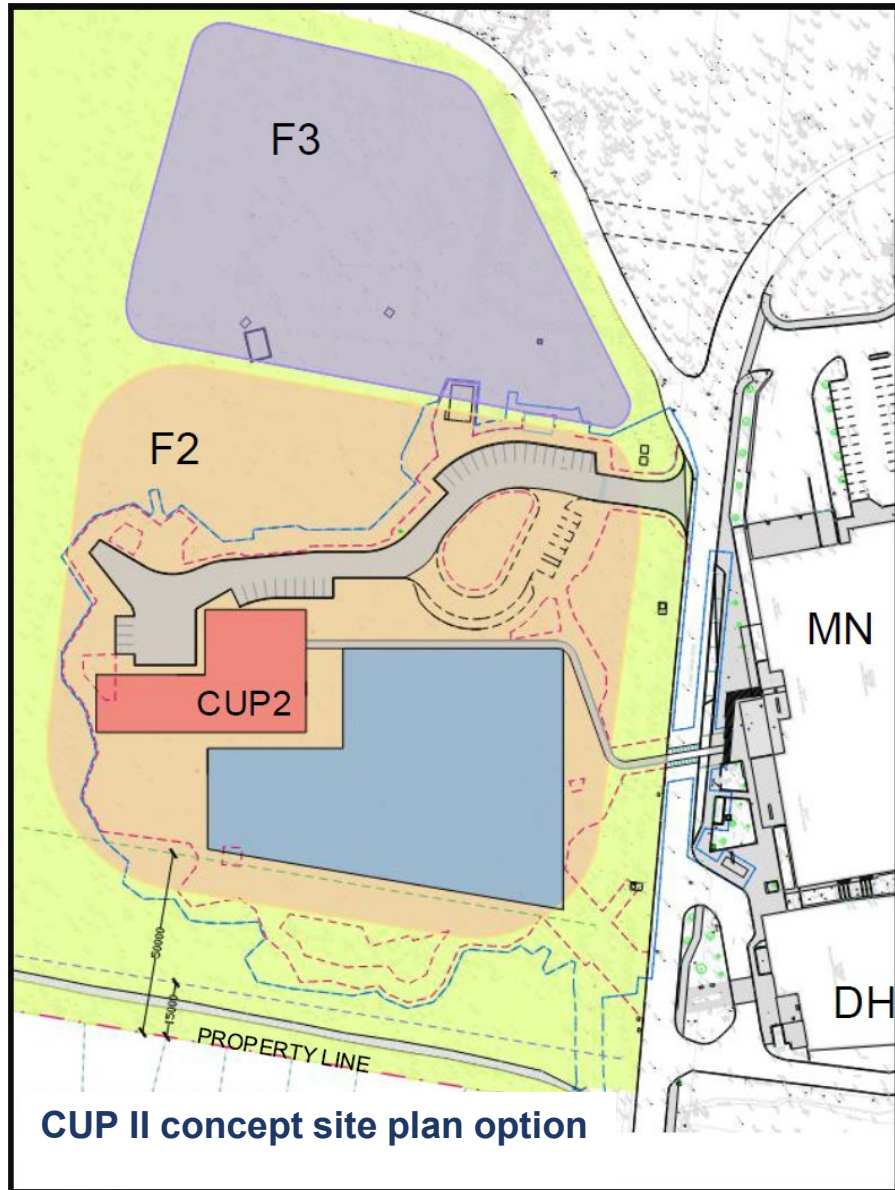 F3
F2
MN
CUP2
50000
15000
DH
PROPERTY LINE
CUP II concept site plan option